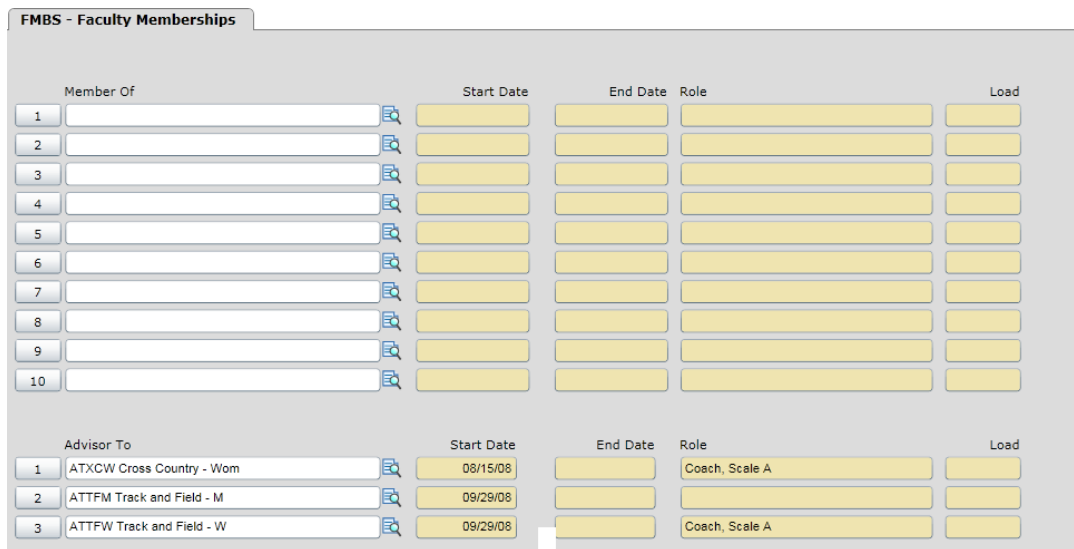 FMBS - Faculty Memberships
Member Of Start Date End Date Role Load
1
2
3
4
5
6
7
8
9
10
Advisor To Start Date End Date Role Load
1 ATXCW Cross Country - Wom 08/15/08 Coach, Scale A
2 ATTFM Track and Field - M 09/29/08
3 ATTFW Track and Field - W 09/29/08 Coach, Scale A